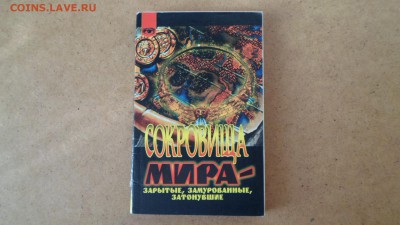 COINS.LAVE.RU
СОКРОВИЩА
МИРА-
ЗАРЫТЫЕ, ЗАМУРОВАННЫЕ,
ЗАТОНУВШИЕ